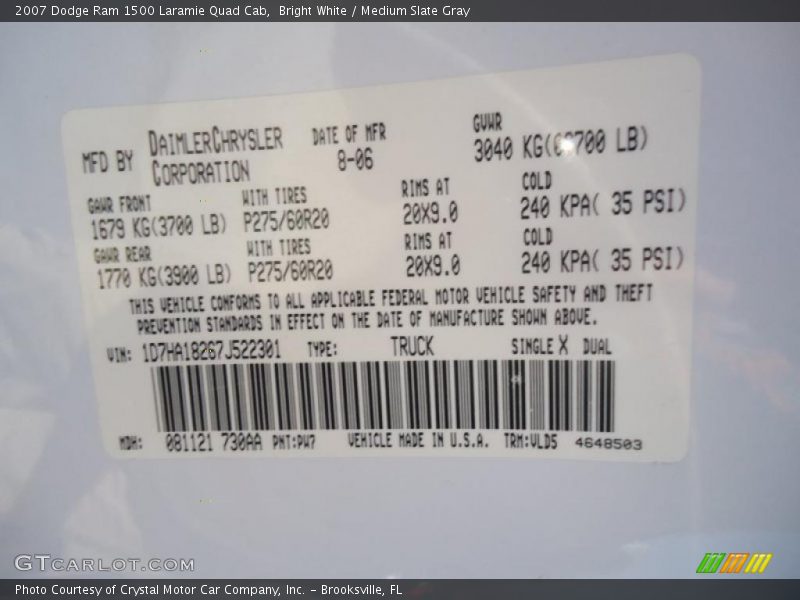 2007 Dodge Ram 1500 Laramie Quad Cab,  Bright White / Medium Slate Gray
MFD BY DAIMLERCHRYSLER CORPORATION
DATE OF MFR 8-06
GVWR 3040 KG( 6700 LB)
GAWR FRONT WITH TIRES RIMS AT COLD
1679 KG(3700 LB) P275/60R20 20X9.0 240 KPA( 35 PSI)
GAWR REAR WITH TIRES RIMS AT COLD
1770 KG(3900 LB) P275/60R20 20X9.0 240 KPA( 35 PSI)
THIS VEHICLE CONFORMS TO ALL APPLICABLE FEDERAL MOTOR VEHICLE SAFETY AND THEFT
PREVENTION STANDARDS IN EFFECT ON THE DATE OF MANUFACTURE SHOWN ABOVE.
VIN: 1D7HA18267J522301 TYPE: TRUCK SINGLE X DUAL
MDH: 081121 730AA PNT:PW7 VEHICLE MADE IN U.S.A. TRM:VLD5 4648503
GTCARLOT.COM
Photo Courtesy of Crystal Motor Car Company, Inc. – Brooksville, FL